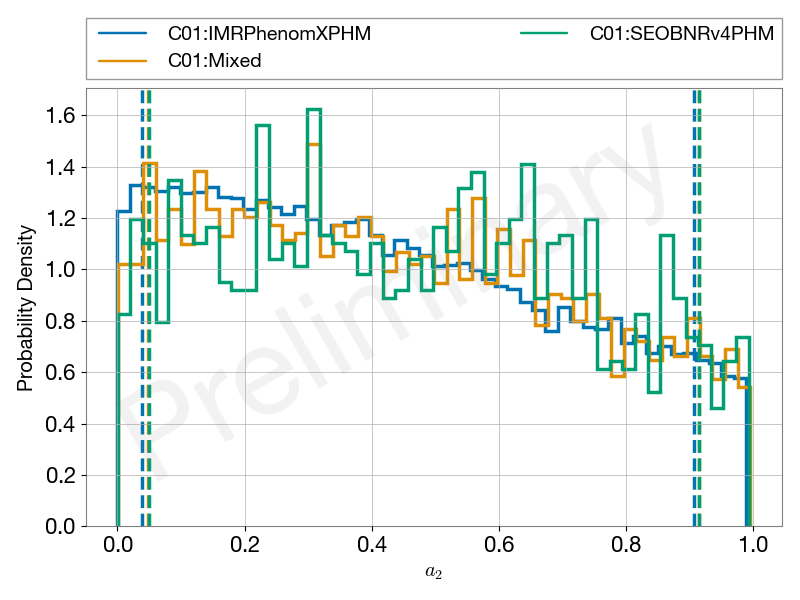 C01:IMRPhenomXPHM
C01:Mixed
C01:SEOBNRv4PHM
Preliminary
Probability Density
1.6
1.4
1.2
1.0
0.8
0.6
0.4
0.2
0.0
0.0 0.2 0.4 0.6 0.8 1.0
a₂